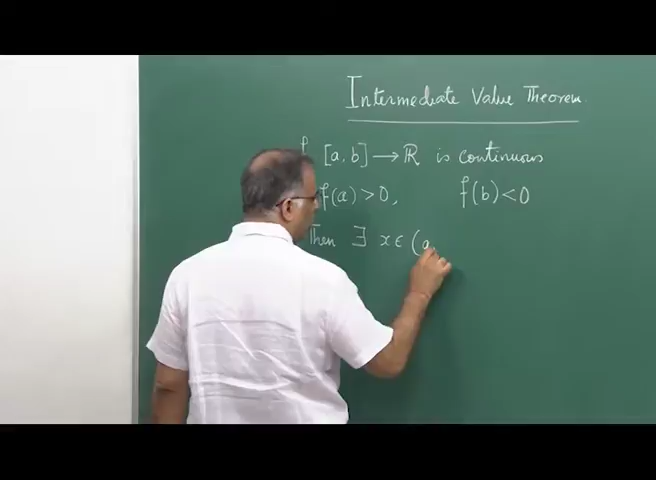 Intermediate Value Theorem
f [a, b] → ℝ is continuous
f(a) > 0, f(b) < 0
Then ∃ x ∈ (a